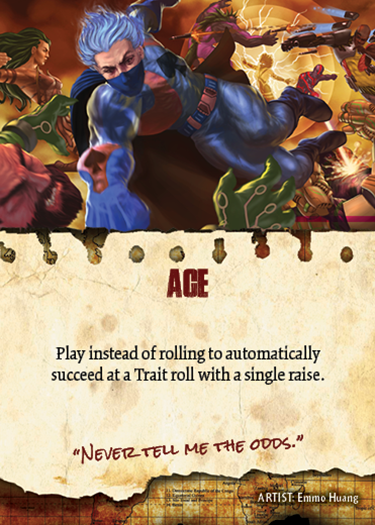 ACE
Play instead of rolling to automatically
succeed at a Trait roll with a single raise.
“Never tell me the odds.”
ARTIST: Emmo Huang